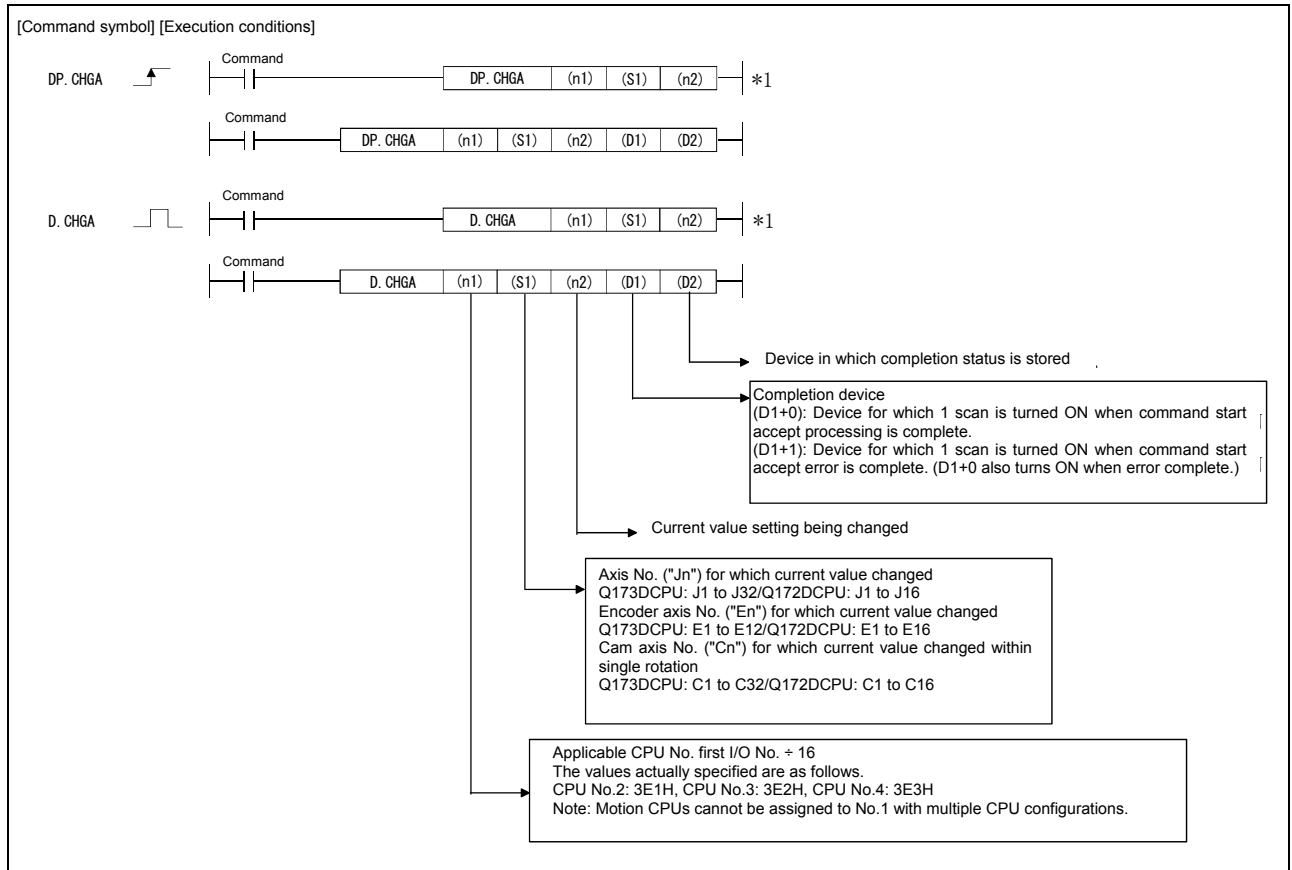 [Command symbol] [Execution conditions]
Command
DP. CHGA
DP. CHGA (n1) (S1) (n2) *1
Command
DP. CHGA (n1) (S1) (n2) (D1) (D2)
Command
D. CHGA
D. CHGA (n1) (S1) (n2) *1
Command
D. CHGA (n1) (S1) (n2) (D1) (D2)
Device in which completion status is stored
Completion device
(D1+0): Device for which 1 scan is turned ON when command start
accept processing is complete.
(D1+1): Device for which 1 scan is turned ON when command start
accept error is complete. (D1+0 also turns ON when error complete.)
Current value setting being changed
Axis No. ("Jn") for which current value changed
Q173DCPU: J1 to J32/Q172DCPU: J1 to J16
Encoder axis No. ("En") for which current value changed
Q173DCPU: E1 to E12/Q172DCPU: E1 to E16
Cam axis No. ("Cn") for which current value changed within
single rotation
Q173DCPU: C1 to C32/Q172DCPU: C1 to C16
Applicable CPU No. first I/O No. ÷ 16
The values actually specified are as follows.
CPU No.2: 3E1H, CPU No.3: 3E2H, CPU No.4: 3E3H
Note: Motion CPUs cannot be assigned to No.1 with multiple CPU configurations.